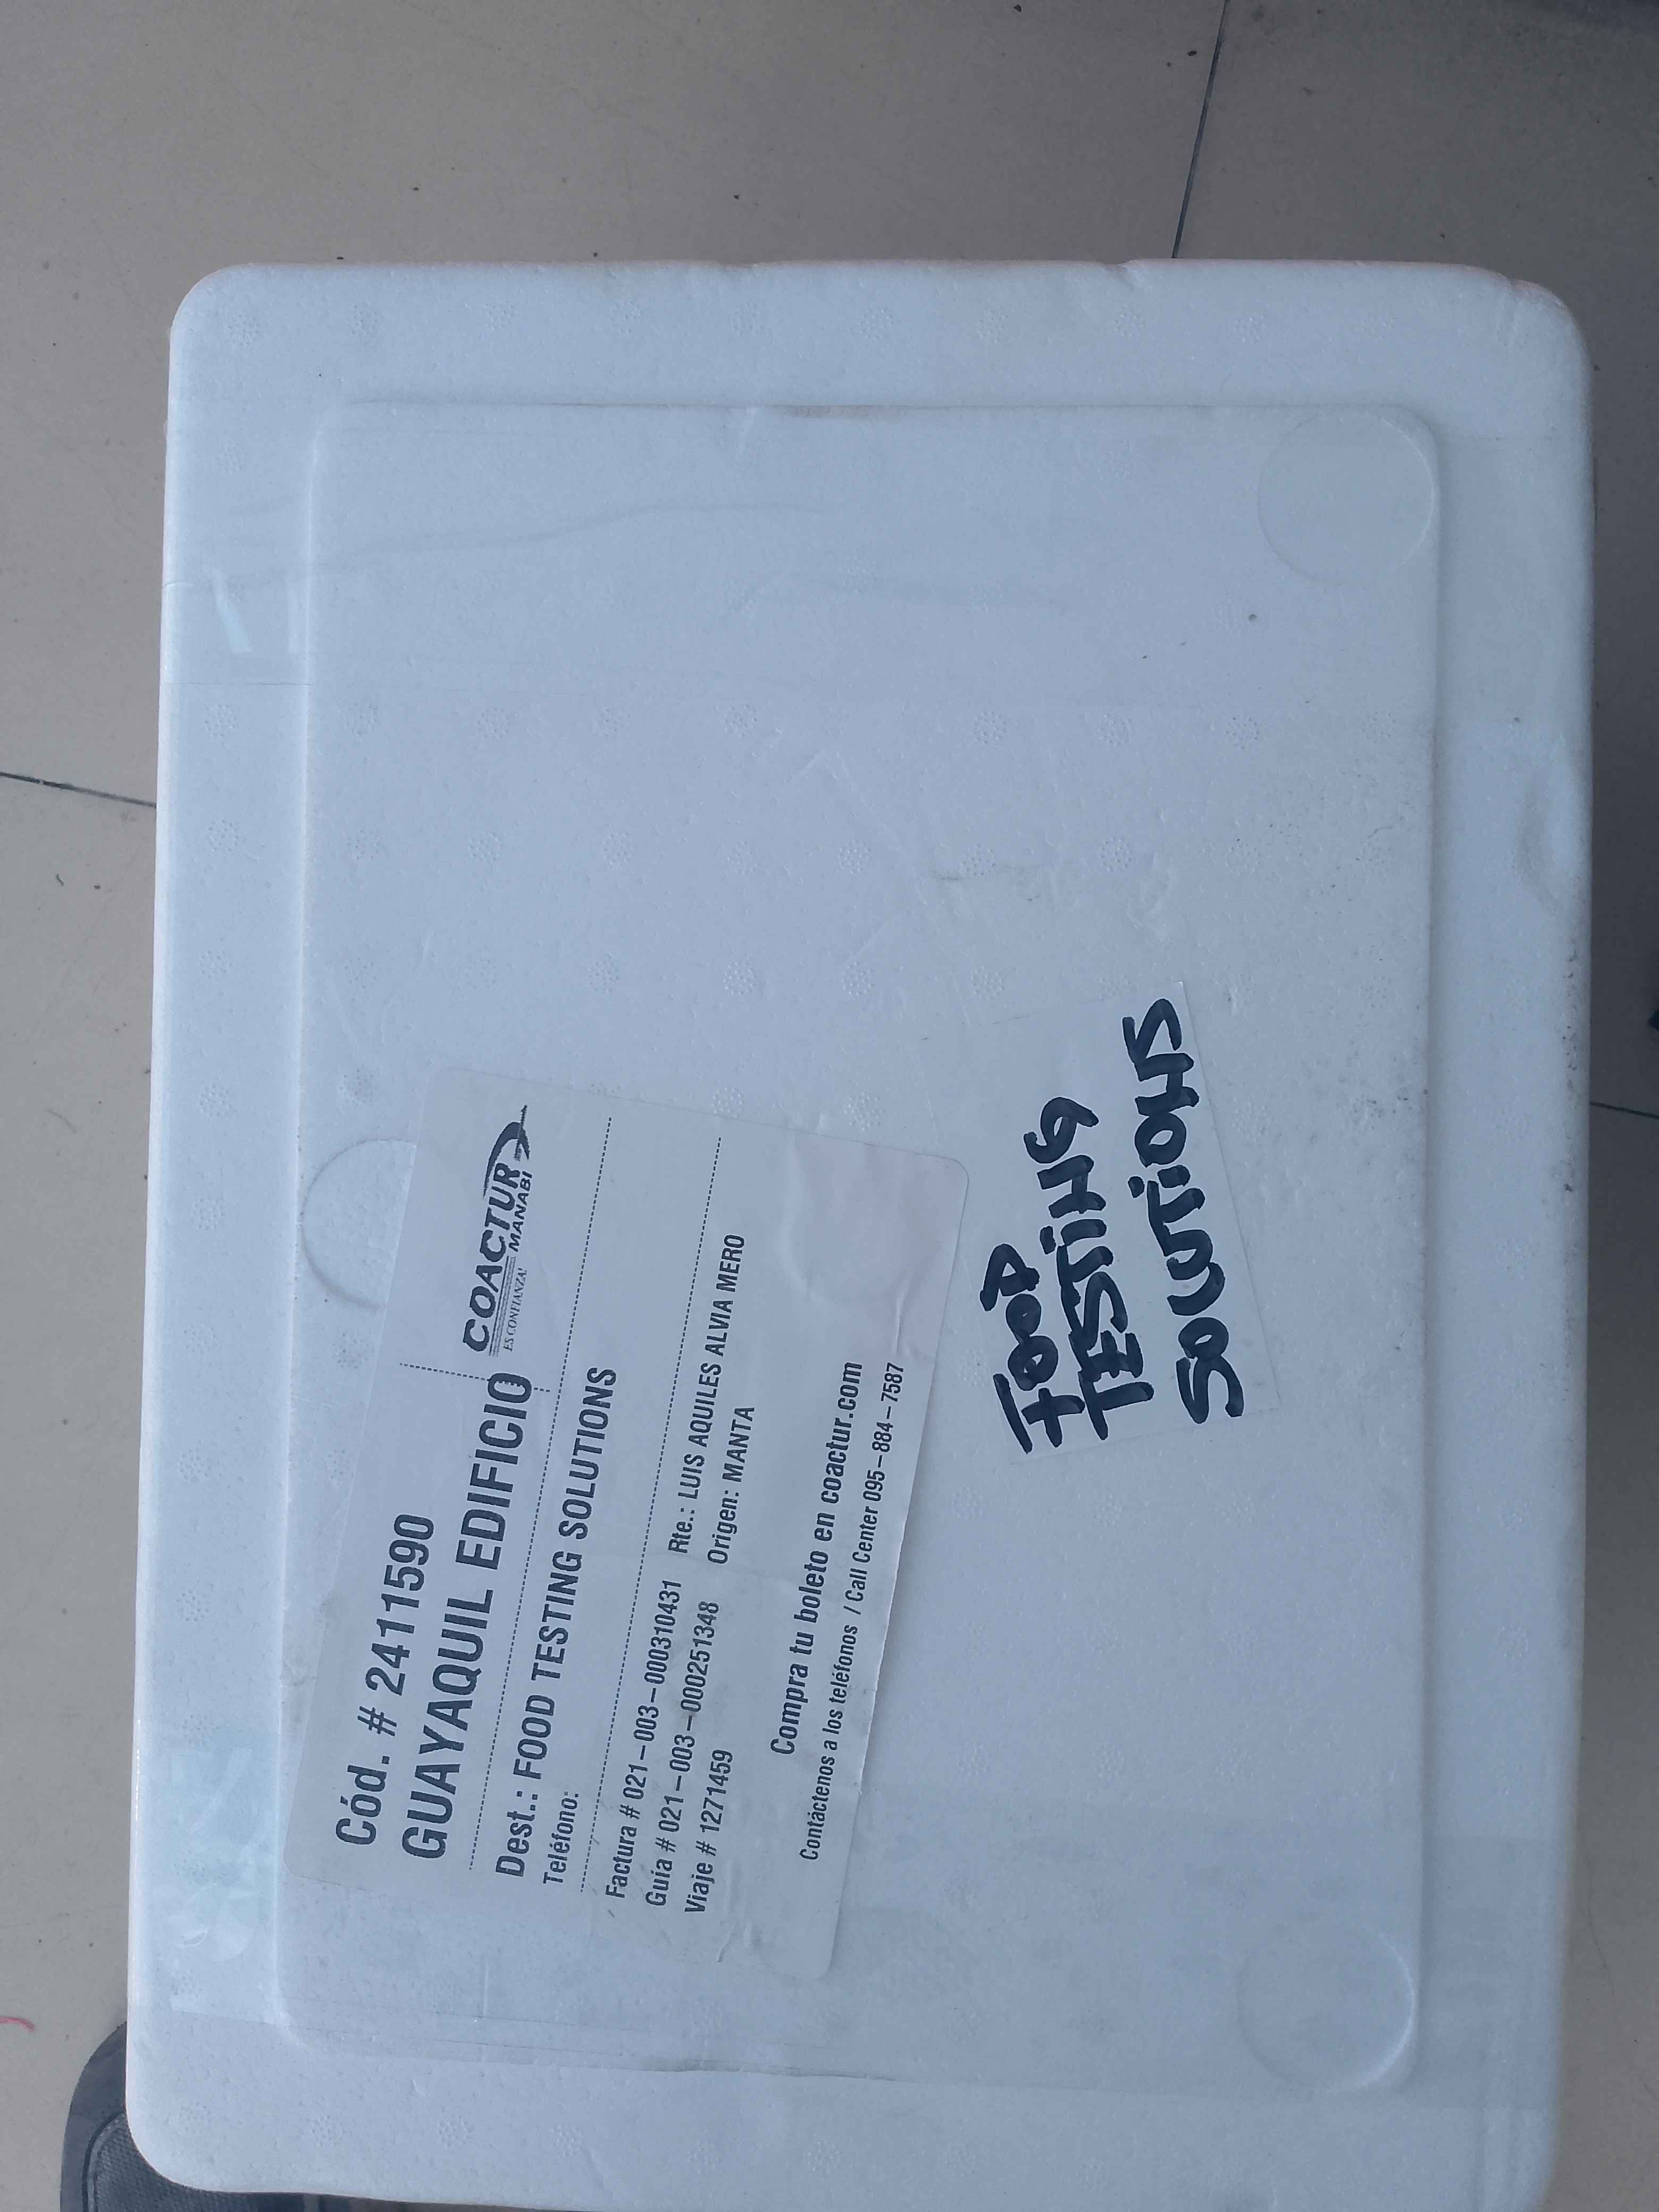 Cód. # 2411590
GUAYAQUIL EDIFICIO
COACTUR
ES CONFIANZA!
MANABI
Dest.: FOOD TESTING SOLUTIONS
Teléfono:
Factura # 021-003-000310431 Rte.: LUIS AQUILES ALVIA MERO
Guía # 021-003-000251348 Origen: MANTA
Viaje # 1271459
Compra tu boleto en coactur.com
Contáctenos a los teléfonos / Call Center 095-884-7587
FOOD
TESTING
SOLUTIONS